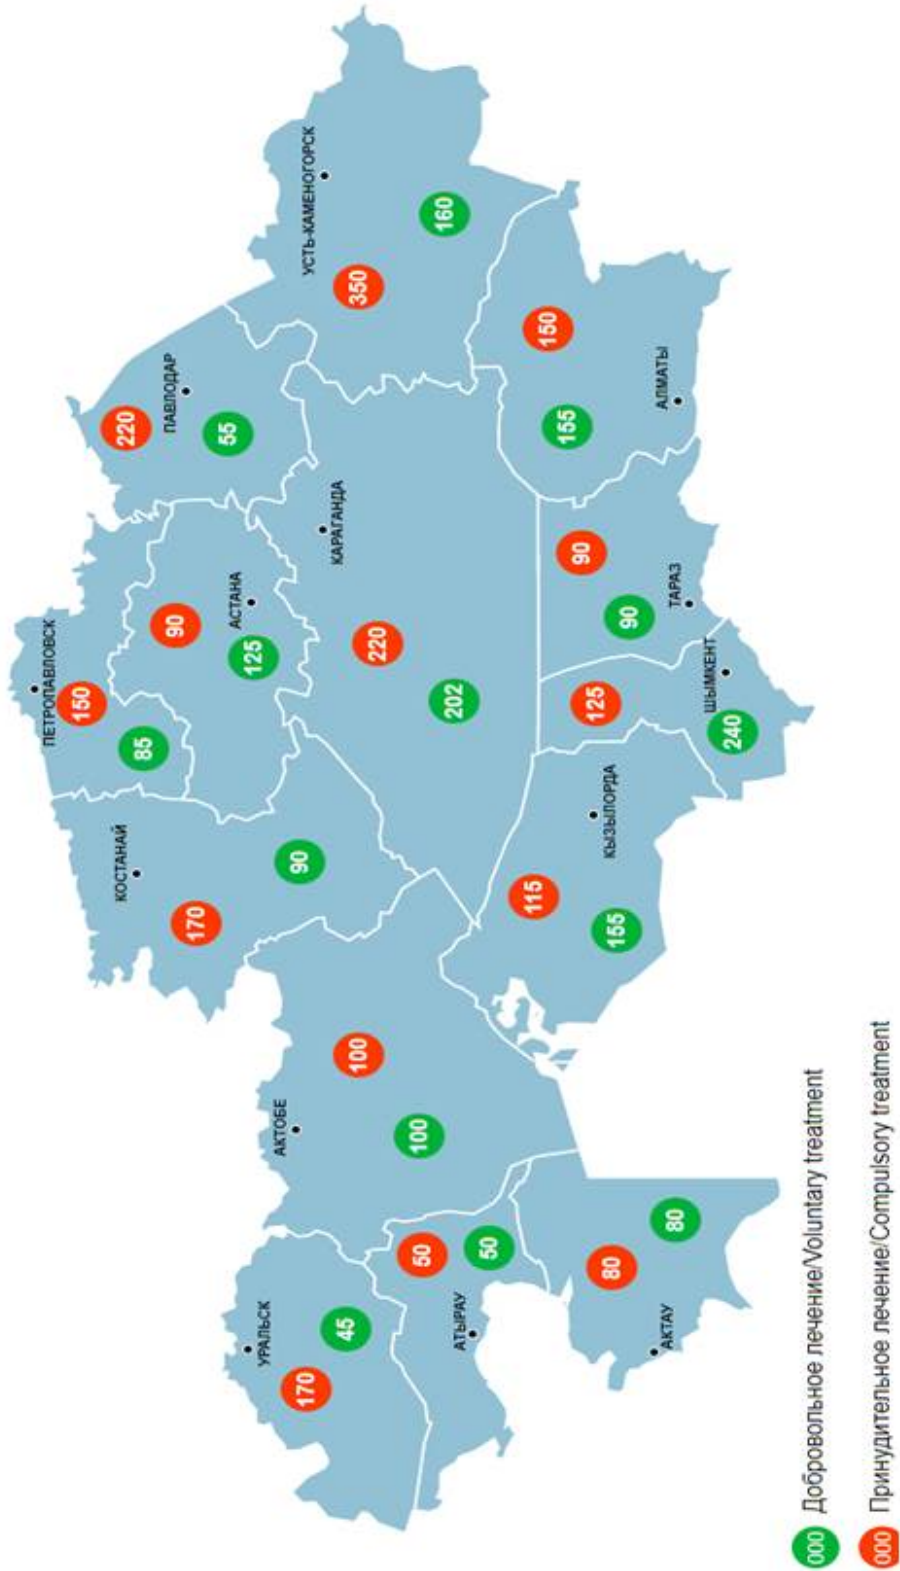 ПЕТРОПАВЛОВСК
150
85
КОСТАНАЙ
170
90
90
АСТАНА
125
220
ПАВЛОДАР
55
УСТЬ-КАМЕНОГОРСК
350
160
КАРАГАНДА
220
202
АКТОБЕ
100
100
УРАЛЬСК
170
45
50
50
АТЫРАУ
80
80
АКТАУ
115
КЫЗЫЛОРДА
155
125
ШЫМКЕНТ
240
90
90
ТАРАЗ
150
155
АЛМАТЫ
000 Добровольное лечение/Voluntary treatment
000 Принудительное лечение/Compulsory treatment